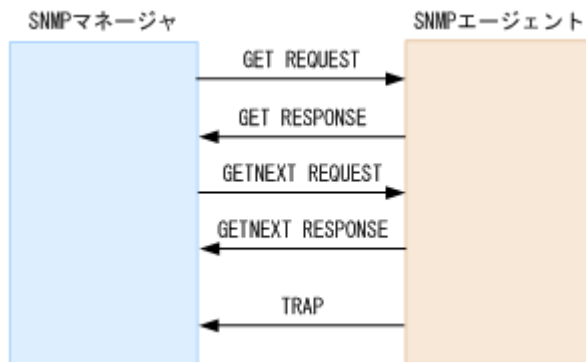 SNMPマネージャ
SNMPエージェント
GET REQUEST
GET RESPONSE
GETNEXT REQUEST
GETNEXT RESPONSE
TRAP